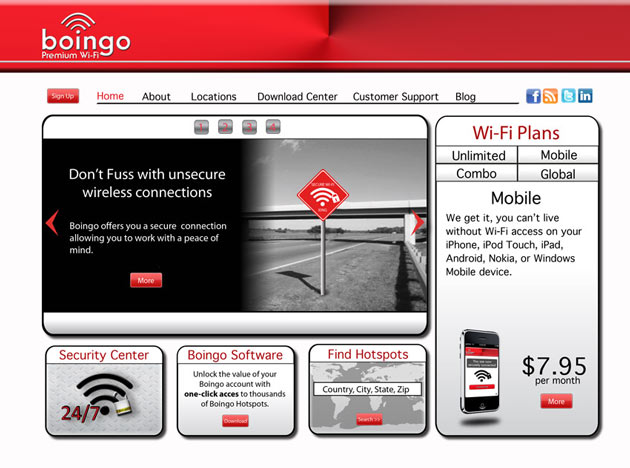 boingo
Premium Wi-Fi
Sign Up Home About Locations Download Center Customer Support Blog
1 2 3 4
Don't Fuss with unsecure
wireless connections
Boingo offers you a secure connection
allowing you to work with a peace of
mind.
More
SECURE WI-FI
Wi-Fi Plans
Unlimited Mobile
Combo Global
Mobile
We get it, you can't live
without Wi-Fi access on your
iPhone, iPod Touch, iPad,
Android, Nokia, or Windows
Mobile device.
$7.95
per month
More
Security Center
24/7
Boingo Software
Unlock the value of your
Boingo account with
one-click acces to thousands
of Boingo Hotspots.
Download
Find Hotspots
Country, City, State, Zip
Search >>